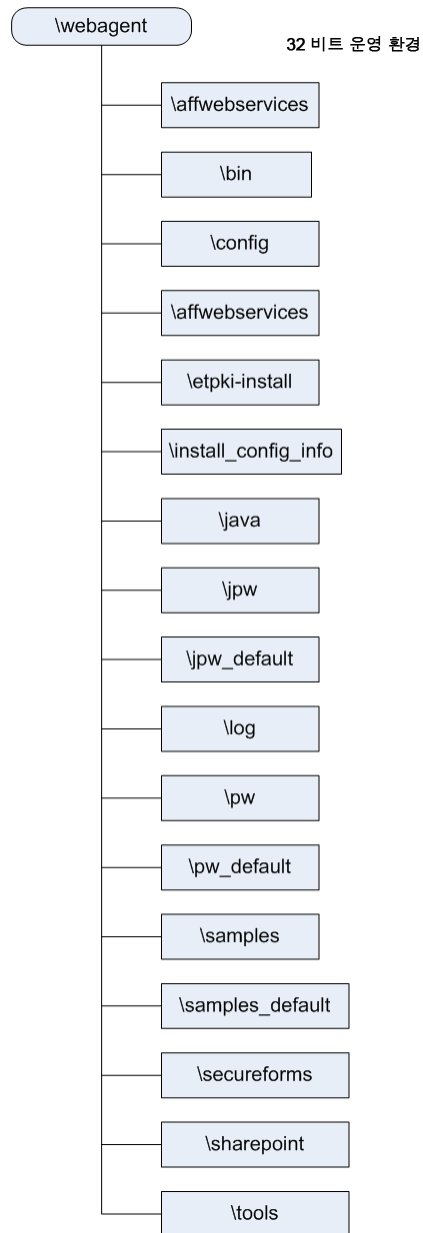 \webagent
32 비트 운영 환경
\affwebservices
\bin
\config
\affwebservices
\etpki-install
\install_config_info
\java
\jpw
\jpw_default
\log
\pw
\pw_default
\samples
\samples_default
\secureforms
\sharepoint
\tools